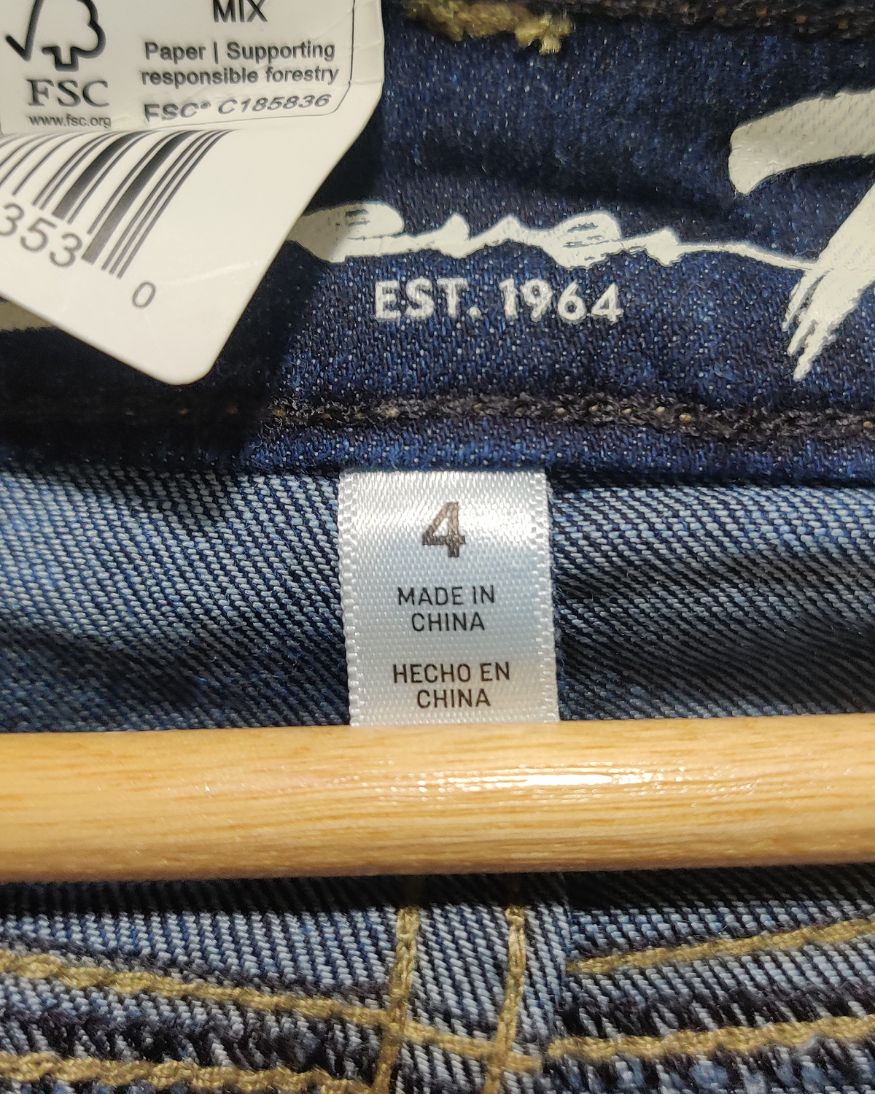 MIX
Paper | Supporting
responsible forestry
FSC® C185836
FSC
www.fsc.org
353
0
EST. 1964
4
MADE IN
CHINA
HECHO EN
CHINA